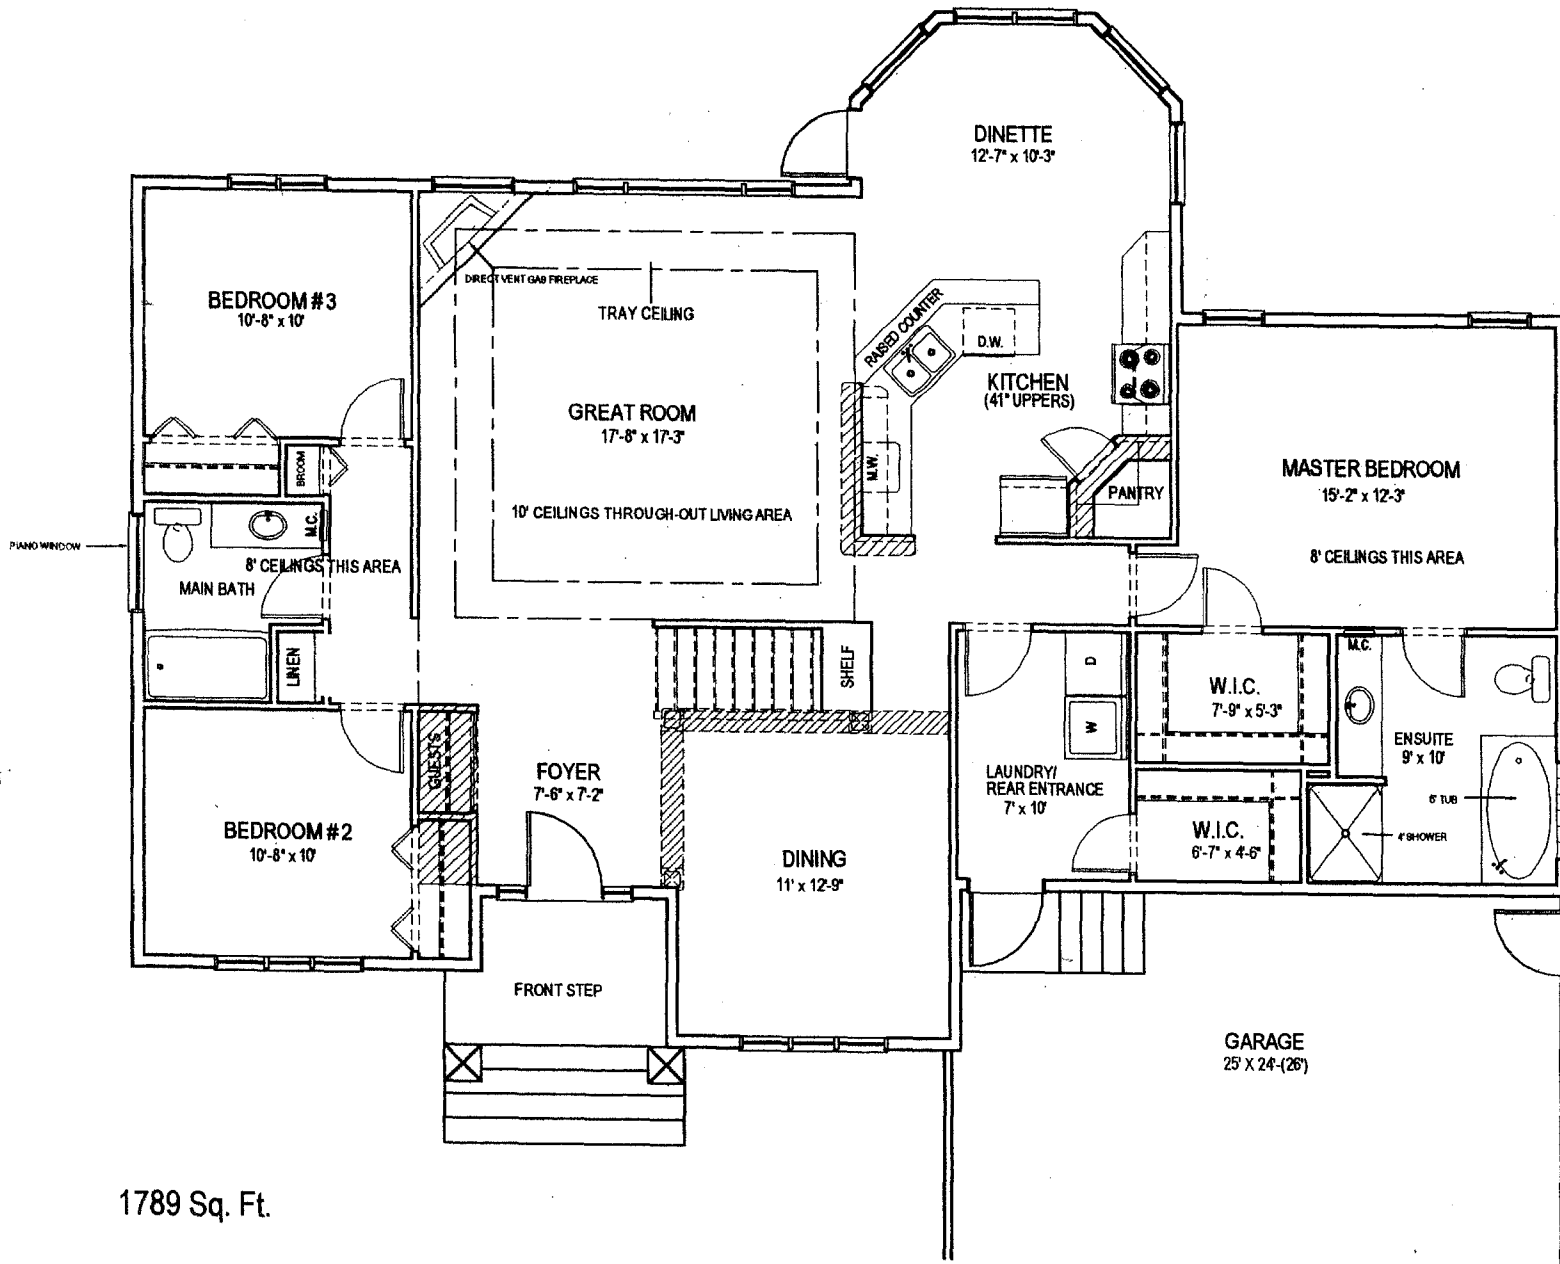 DINETTE
12'-7" x 10'-3"
BEDROOM #3
10'-8" x 10'
DIRECT VENT GAS FIREPLACE
TRAY CEILING
RAISED COUNTER
D.W.
KITCHEN
(41" UPPERS)
GREAT ROOM
17'-8" x 17'-3"
BROOM
M.W.
PANTRY
MASTER BEDROOM
15'-2" x 12'-3"
10' CEILINGS THROUGH-OUT LIVING AREA
M.C.
PIANO WINDOW
8' CEILINGS THIS AREA
MAIN BATH
8' CEILINGS THIS AREA
LINEN
SHELF
D
M.C.
W.I.C.
7'-9" x 5'-3"
W
ENSUITE
9' x 10'
GUESTS
FOYER
7'-6" x 7'-2"
LAUNDRY/
REAR ENTRANCE
7' x 10'
6' TUB
BEDROOM #2
10'-8" x 10'
W.I.C.
6'-7" x 4'-6"
4' SHOWER
DINING
11' x 12'-9"
FRONT STEP
GARAGE
25' X 24'-(26')
1789 Sq. Ft.